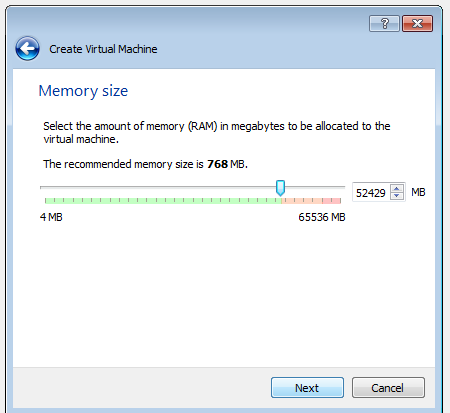 ?
Create Virtual Machine
Memory size
Select the amount of memory (RAM) in megabytes to be allocated to the
virtual machine.
The recommended memory size is 768 MB.
52429 MB
4 MB 65536 MB
Next Cancel